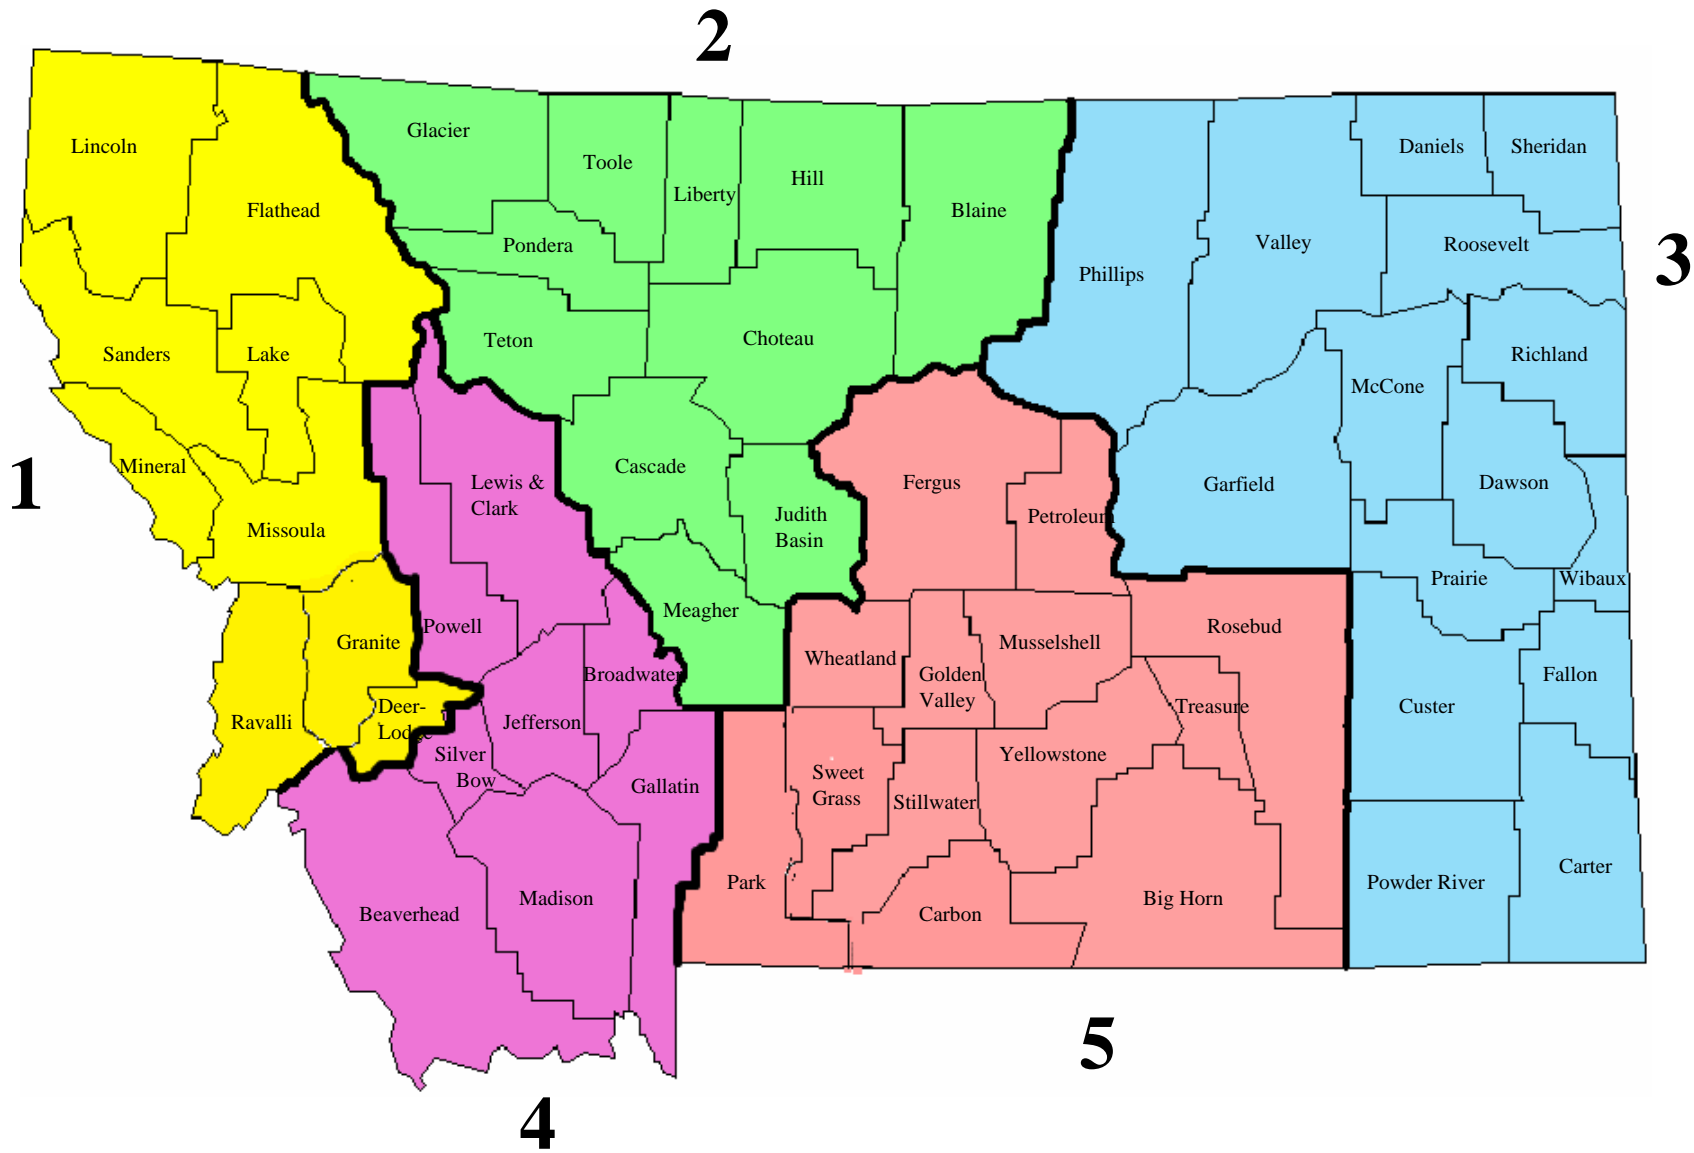 2
Lincoln
Flathead
Glacier
Toole
Liberty
Hill
Blaine
Phillips
Valley
Daniels
Sheridan
Roosevelt
3
Pondera
Teton
Choteau
Sanders
Lake
Richland
McCone
Mineral
1
Missoula
Lewis &
Clark
Cascade
Judith
Basin
Fergus
Petroleum
Garfield
Dawson
Prairie
Wibaux
Granite
Powell
Meagher
Wheatland
Golden
Valley
Musselshell
Rosebud
Treasure
Custer
Fallon
Ravalli
Deer-
Lodge
Silver
Bow
Jefferson
Broadwater
Gallatin
Sweet
Grass
Yellowstone
Stillwater
Park
Carbon
Big Horn
Powder River
Carter
Beaverhead
Madison
5
4